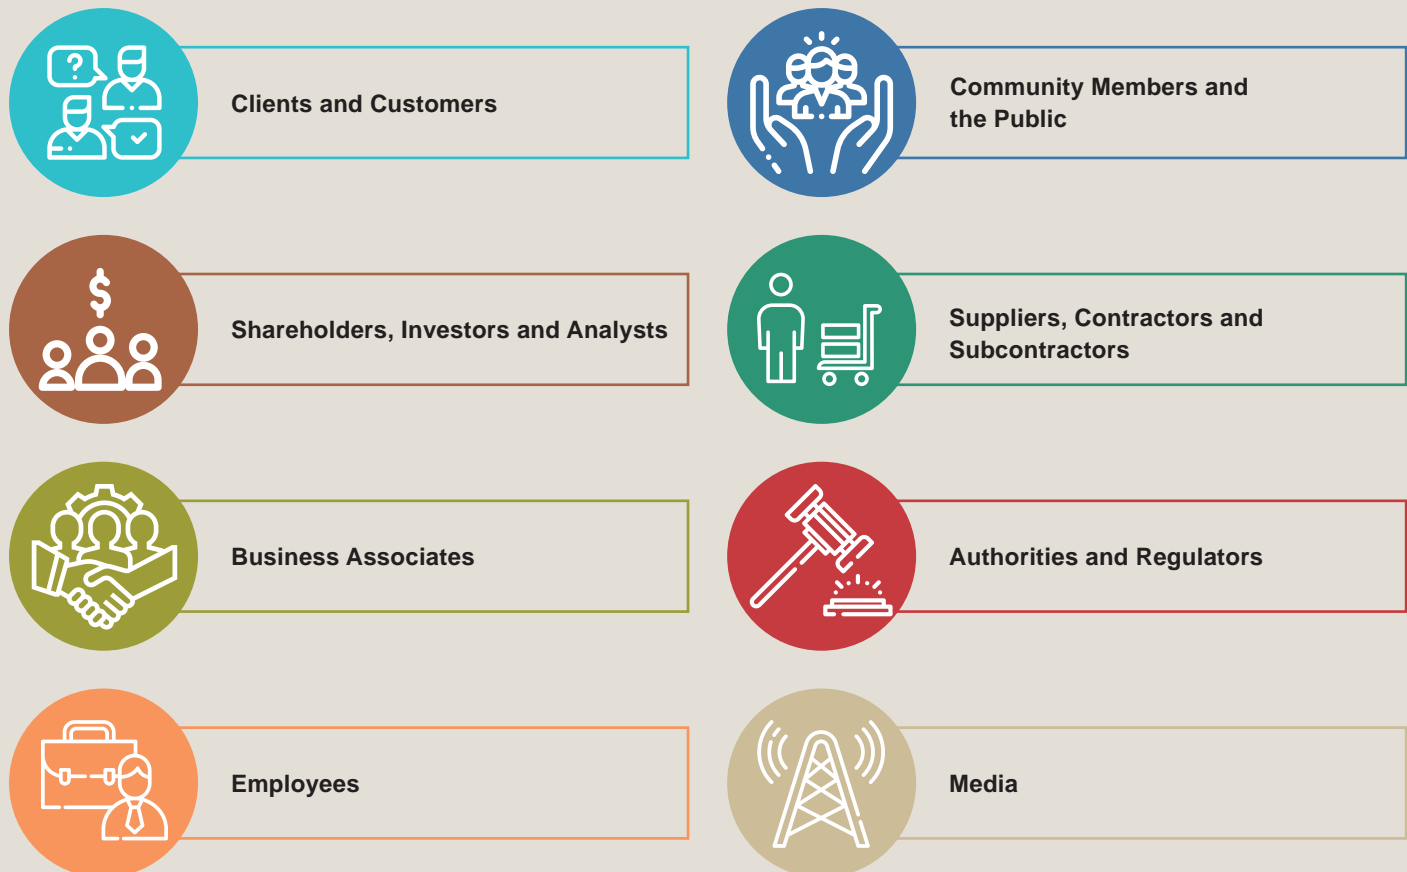 ?
Clients and Customers
Community Members and
the Public
$
Shareholders, Investors and Analysts
Suppliers, Contractors and
Subcontractors
Business Associates
Authorities and Regulators
Employees
Media